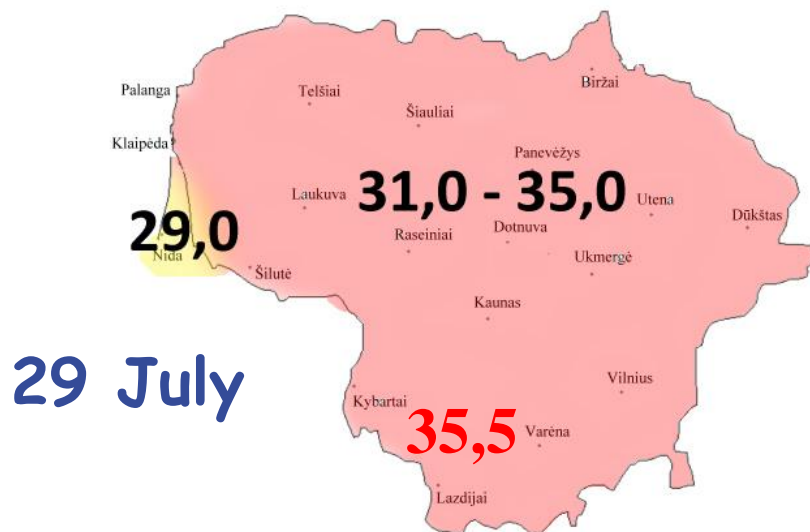 Biržai
Palanga
Telšiai
Šiauliai
Klaipėda
Panevėžys
Laukuva
31,0 - 35,0
Utena
Dūkštas
29,0
Raseiniai
Dotnuva
Nida
Šilutė
Ukmergė
Kaunas
29 July
Vilnius
Kybartai
35,5
Varėna
Lazdijai